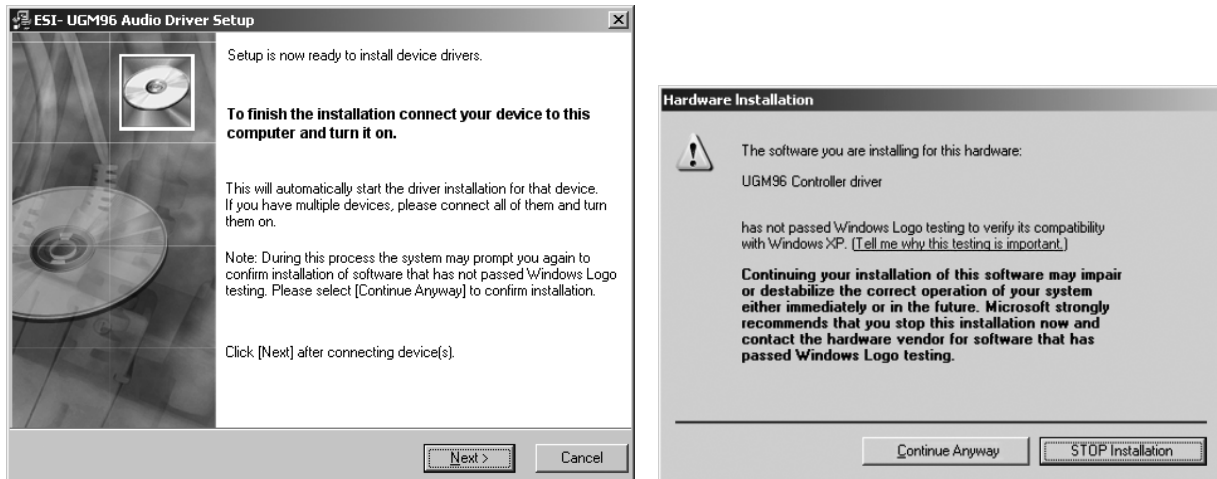 ESI- UGM96 Audio Driver Setup
Setup is now ready to install device drivers.
To finish the installation connect your device to this
computer and turn it on.
This will automatically start the driver installation for that device.
If you have multiple devices, please connect all of them and turn
them on.
Note: During this process the system may prompt you again to
confirm installation of software that has not passed Windows Logo
testing. Please select [Continue Anyway] to confirm installation.
Click [Next] after connecting device(s).
Next >
Cancel
Hardware Installation
The software you are installing for this hardware:
UGM96 Controller driver
has not passed Windows Logo testing to verify its compatibility
with Windows XP. (Tell me why this testing is important.)
Continuing your installation of this software may impair
or destabilize the correct operation of your system
either immediately or in the future. Microsoft strongly
recommends that you stop this installation now and
contact the hardware vendor for software that has
passed Windows Logo testing.
Continue Anyway
STOP Installation